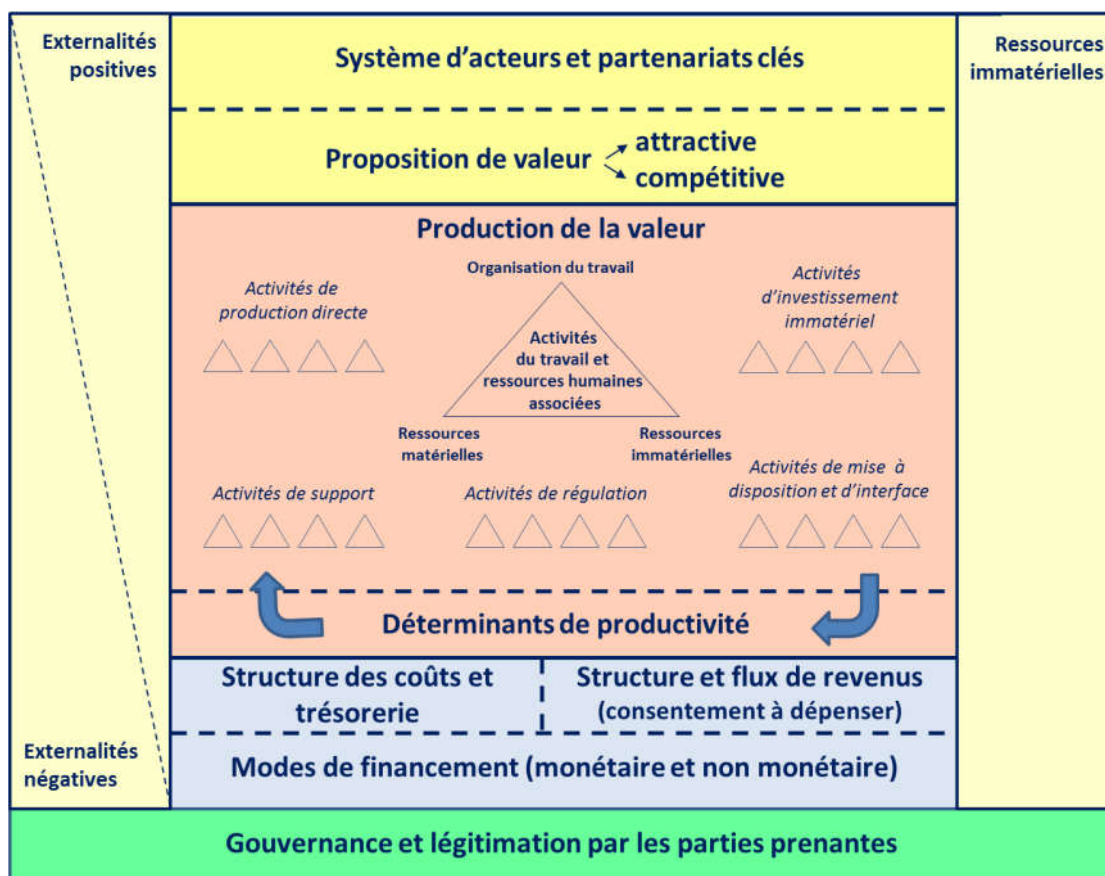 Externalités
positives
Système d’acteurs et partenariats clés
Ressources
immatérielles
Proposition de valeur
attractive
compétitive
Production de la valeur
Organisation du travail
Activités de
production directe
Activités
d’investissement
immatériel
Activités
du travail et
ressources humaines
associées
Ressources
matérielles
Ressources
immatérielles
Activités de support
Activités de régulation
Activités de mise à
disposition et d’interface
Déterminants de productivité
Structure des coûts et
trésorerie
Structure et flux de revenus
(consentement à dépenser)
Externalités
négatives
Modes de financement (monétaire et non monétaire)
Gouvernance et légitimation par les parties prenantes